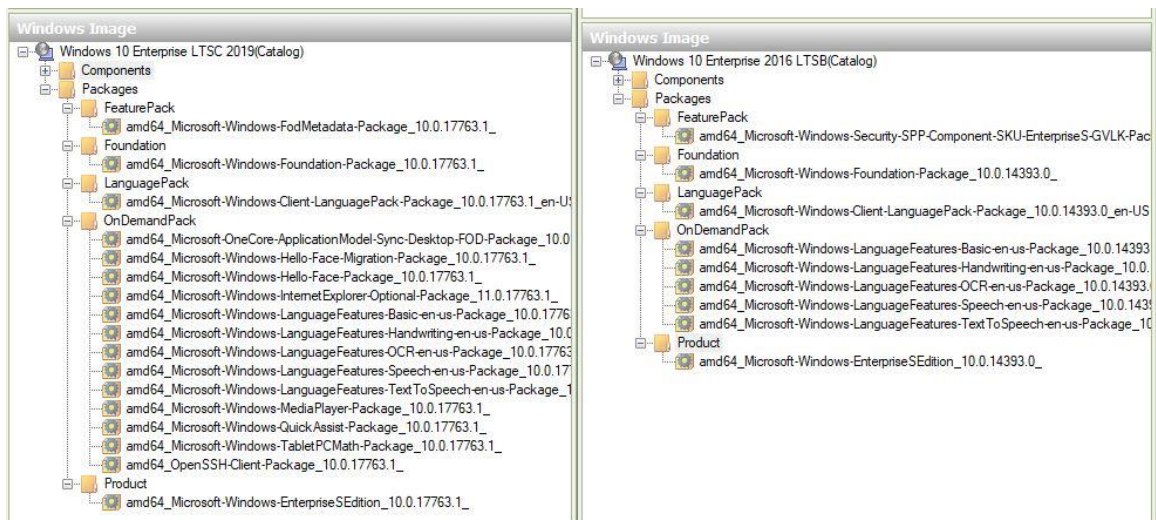 Windows Image
Windows 10 Enterprise LTSC 2019(Catalog)
Components
Packages
FeaturePack
amd64_Microsoft-Windows-FodMetadata-Package_10.0.17763.1_
Foundation
amd64_Microsoft-Windows-Foundation-Package_10.0.17763.1_
LanguagePack
amd64_Microsoft-Windows-Client-LanguagePack-Package_10.0.17763.1_en-US
OnDemandPack
amd64_Microsoft-OneCore-ApplicationModel-Sync-Desktop-FOD-Package_10.0
amd64_Microsoft-Windows-Hello-Face-Migration-Package_10.0.17763.1_
amd64_Microsoft-Windows-Hello-Face-Package_10.0.17763.1_
amd64_Microsoft-Windows-InternetExplorer-Optional-Package_11.0.17763.1_
amd64_Microsoft-Windows-LanguageFeatures-Basic-en-us-Package_10.0.1776
amd64_Microsoft-Windows-LanguageFeatures-Handwriting-en-us-Package_10.0
amd64_Microsoft-Windows-LanguageFeatures-OCR-en-us-Package_10.0.17763
amd64_Microsoft-Windows-LanguageFeatures-Speech-en-us-Package_10.0.177
amd64_Microsoft-Windows-LanguageFeatures-TextToSpeech-en-us-Package_1
amd64_Microsoft-Windows-MediaPlayer-Package_10.0.17763.1_
amd64_Microsoft-Windows-QuickAssist-Package_10.0.17763.1_
amd64_Microsoft-Windows-TabletPCMath-Package_10.0.17763.1_
amd64_OpenSSH-Client-Package_10.0.17763.1_
Product
amd64_Microsoft-Windows-EnterpriseSEdition_10.0.17763.1_
Windows Image
Windows 10 Enterprise 2016 LTSB(Catalog)
Components
Packages
FeaturePack
amd64_Microsoft-Windows-Security-SPP-Component-SKU-EnterpriseS-GVLK-Pac
Foundation
amd64_Microsoft-Windows-Foundation-Package_10.0.14393.0_
LanguagePack
amd64_Microsoft-Windows-Client-LanguagePack-Package_10.0.14393.0_en-US
OnDemandPack
amd64_Microsoft-Windows-LanguageFeatures-Basic-en-us-Package_10.0.14393
amd64_Microsoft-Windows-LanguageFeatures-Handwriting-en-us-Package_10.0.
amd64_Microsoft-Windows-LanguageFeatures-OCR-en-us-Package_10.0.14393.
amd64_Microsoft-Windows-LanguageFeatures-Speech-en-us-Package_10.0.1439
amd64_Microsoft-Windows-LanguageFeatures-TextToSpeech-en-us-Package_10
Product
amd64_Microsoft-Windows-EnterpriseSEdition_10.0.14393.0_